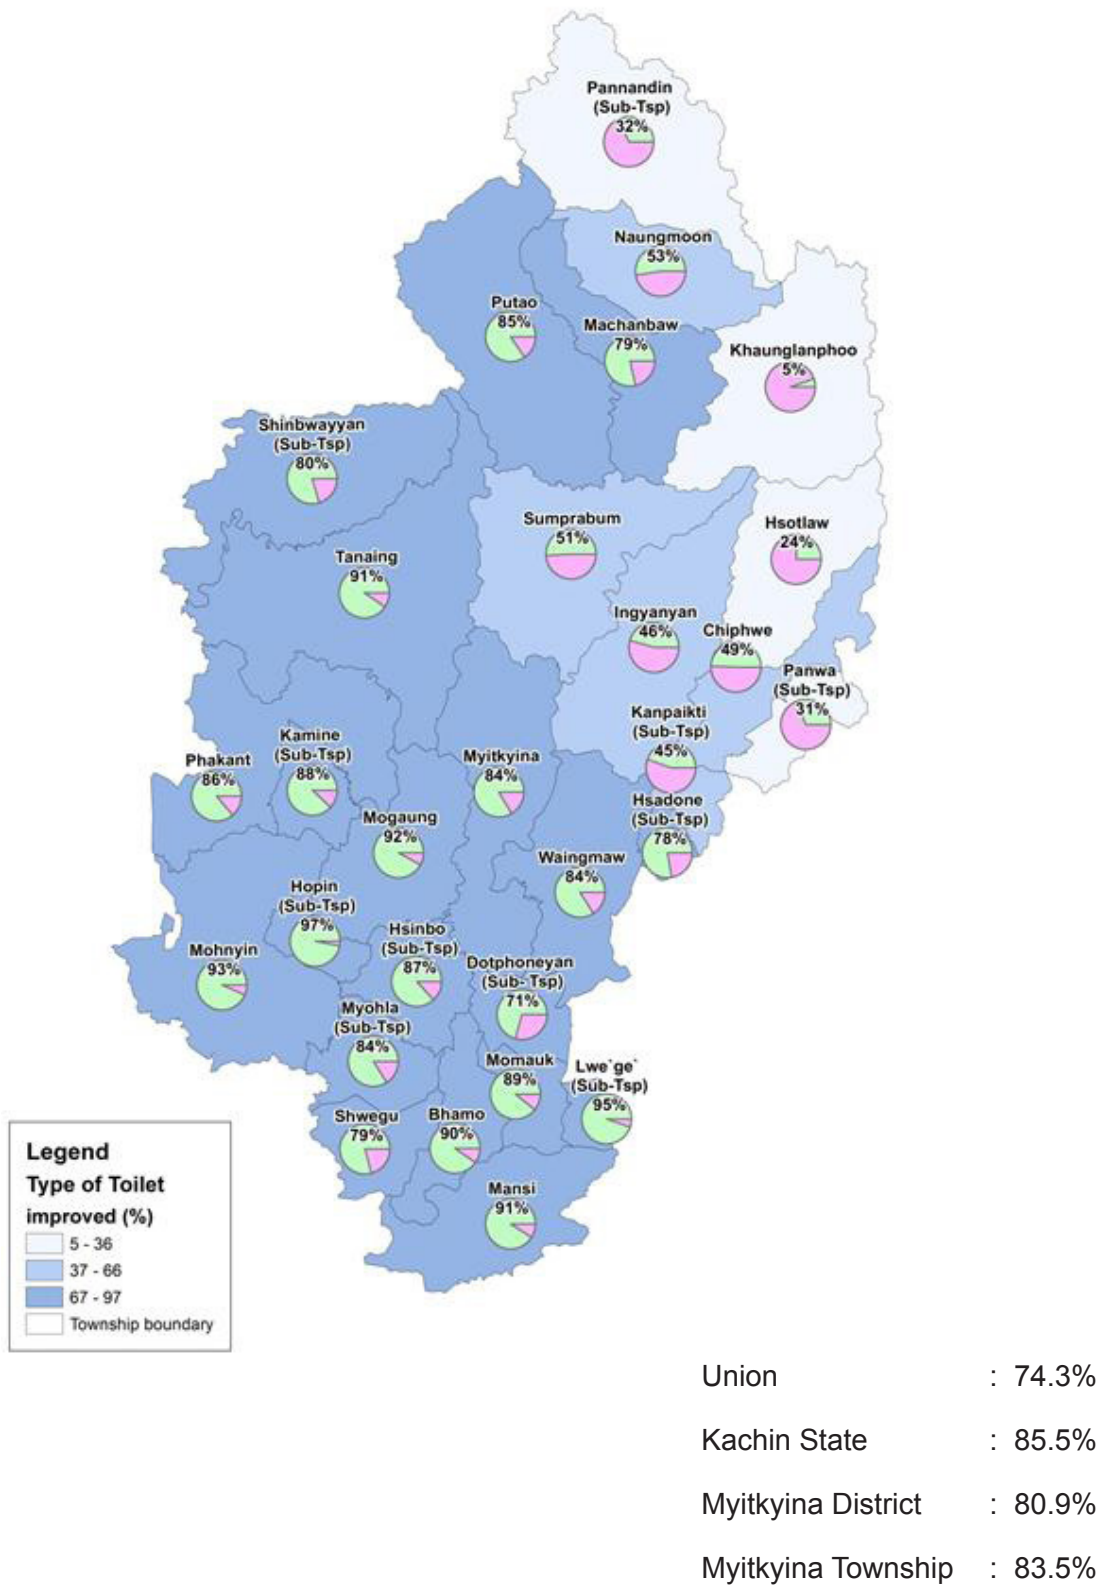 Pannandin
(Sub-Tsp)
32%
Naungmoon
53%
Putao
85%
Machanbaw
79%
Khaunglanphoo
5%
Shinbwayyan
(Sub-Tsp)
80%
Sumprabum
51%
Hsotlaw
24%
Tanaing
91%
Ingyanyan
46%
Chiphwe
49%
Panwa
(Sub-Tsp)
31%
Kanpaikti
(Sub-Tsp)
45%
Phakant
86%
Kamine
(Sub-Tsp)
88%
Myitkyina
84%
Hsadone
(Sub-Tsp)
78%
Mogaung
92%
Waingmaw
84%
Hopin
(Sub-Tsp)
97%
Mohnyin
93%
Hsinbo
(Sub-Tsp)
87%
Dotphoneyan
(Sub- Tsp)
71%
Myohla
(Sub-Tsp)
84%
Momauk
89%
Lwe`ge`
(Sub-Tsp)
95%
Shwegu
79%
Bhamo
90%
Mansi
91%
Legend
Type of Toilet
improved (%)
5 - 36
37 - 66
67 - 97
Township boundary
Union : 74.3%
Kachin State : 85.5%
Myitkyina District : 80.9%
Myitkyina Township : 83.5%